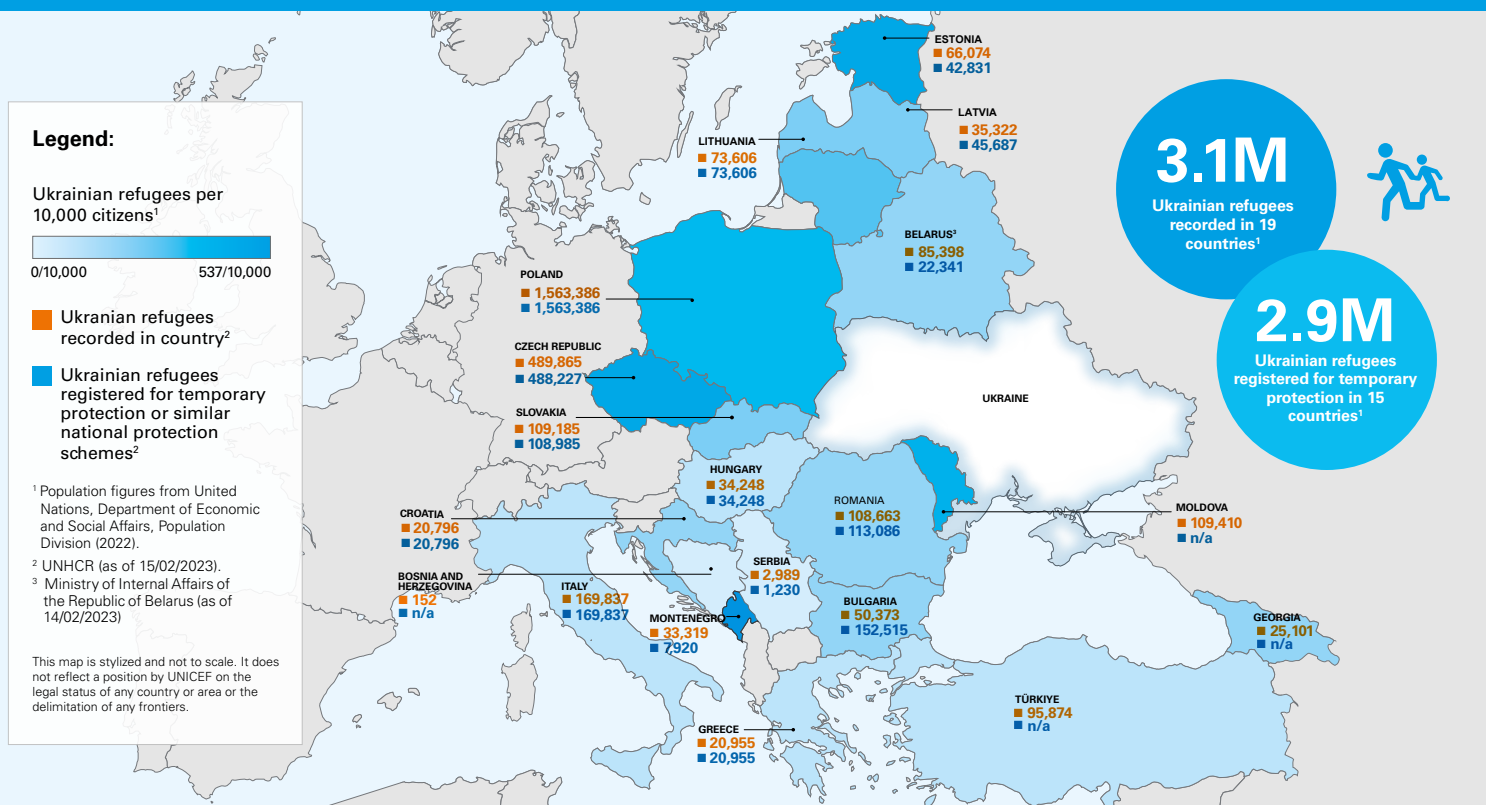 Legend:
Ukrainian refugees per
10,000 citizens¹
0/10,000
537/10,000
Ukranian refugees
recorded in country²
Ukrainian refugees
registered for temporary
protection or similar
national protection
schemes²
¹ Population figures from United
Nations, Department of Economic
and Social Affairs, Population
Division (2022).
² UNHCR (as of 15/02/2023).
³ Ministry of Internal Affairs of
the Republic of Belarus (as of
14/02/2023)
This map is stylized and not to scale. It does
not reflect a position by UNICEF on the
legal status of any country or area or the
delimitation of any frontiers.
ESTONIA
66,074
42,831
LATVIA
35,322
45,687
LITHUANIA
73,606
73,606
BELARUS³
85,398
22,341
POLAND
1,563,386
1,563,386
CZECH REPUBLIC
489,865
488,227
SLOVAKIA
109,185
108,985
UKRAINE
HUNGARY
34,248
34,248
ROMANIA
108,663
113,086
MOLDOVA
109,410
n/a
CROATIA
20,796
20,796
BOSNIA AND
HERZEGOVINA
152
n/a
ITALY
169,837
169,837
SERBIA
2,989
1,230
MONTENEGRO
33,319
7,920
BULGARIA
50,373
152,515
GEORGIA
25,101
n/a
TÜRKIYE
95,874
n/a
GREECE
20,955
20,955
3.1M
Ukrainian refugees
recorded in 19
countries¹
2.9M
Ukrainian refugees
registered for temporary
protection in 15
countries¹